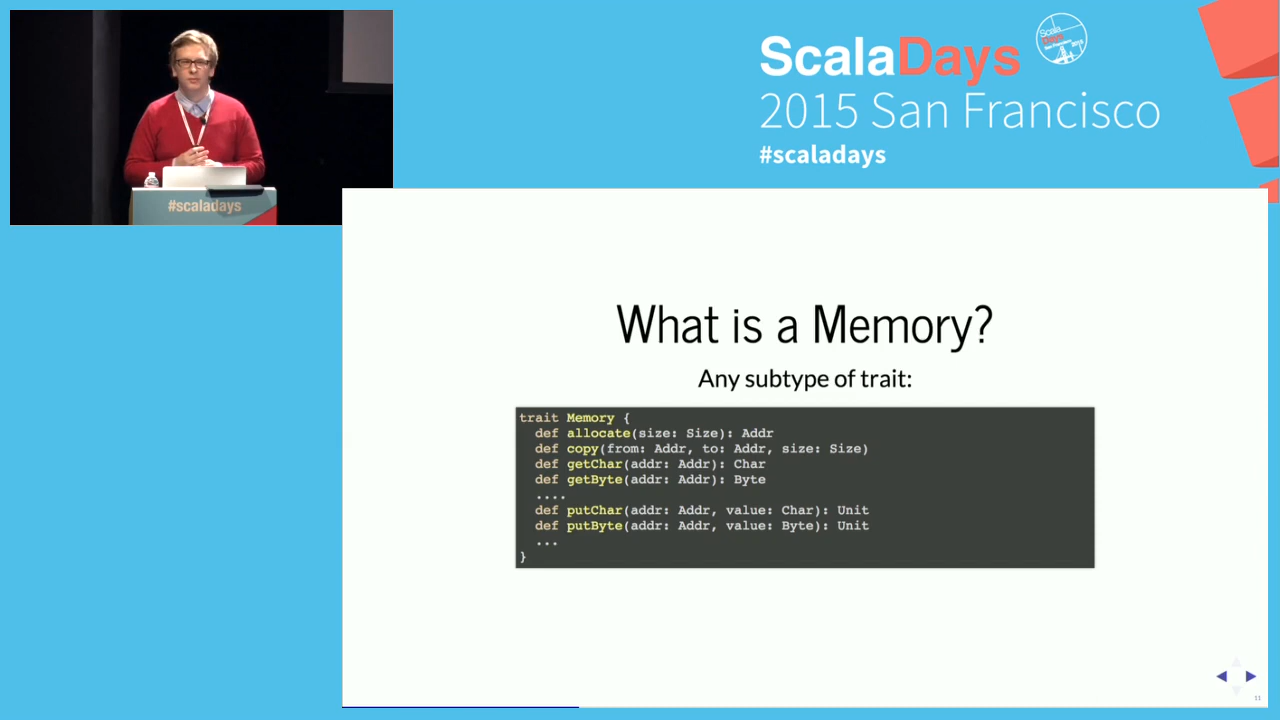 ScalaDays
2015 San Francisco
#scaladays
#scaladays
What is a Memory?
Any subtype of trait:
trait Memory {
def allocate(size: Size): Addr
def copy(from: Addr, to: Addr, size: Size)
def getChar(addr: Addr): Char
def getByte(addr: Addr): Byte
....
def putChar(addr: Addr, value: Char): Unit
def putByte(addr: Addr, value: Byte): Unit
...
}
11